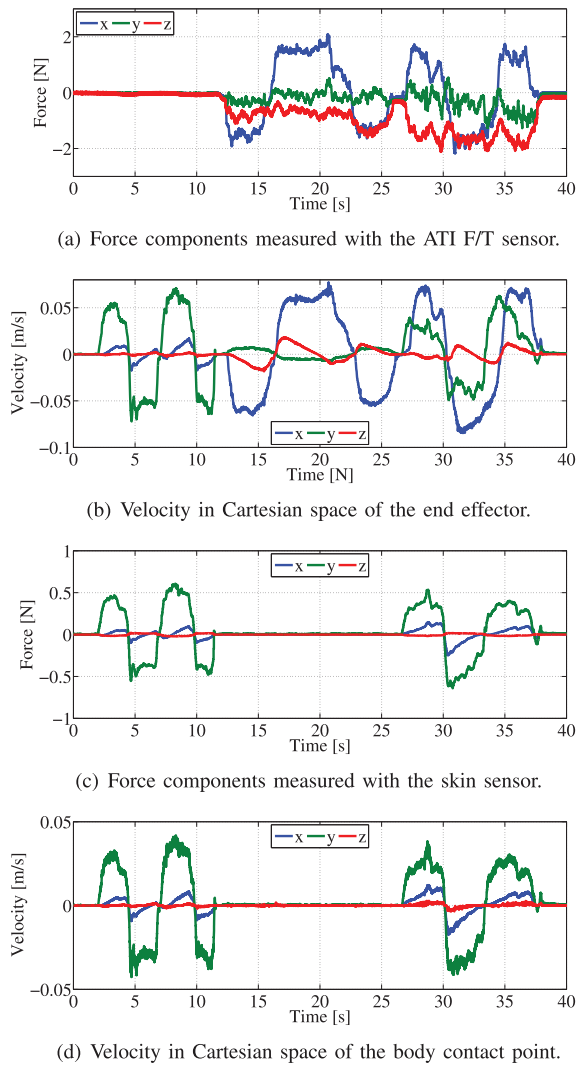 x y z
2
0
−2
Force [N]
0 5 10 15 20 25 30 35 40
Time [s]
(a) Force components measured with the ATI F/T sensor.
0.05
0
−0.05
−0.1
Velocity [m/s]
x y z
0 5 10 15 20 25 30 35 40
Time [N]
(b) Velocity in Cartesian space of the end effector.
x y z
1
0.5
0
−0.5
−1
Force [N]
0 5 10 15 20 25 30 35 40
Time [s]
(c) Force components measured with the skin sensor.
x y z
0.05
0
−0.05
Velocity [m/s]
0 5 10 15 20 25 30 35 40
Time [s]
(d) Velocity in Cartesian space of the body contact point.